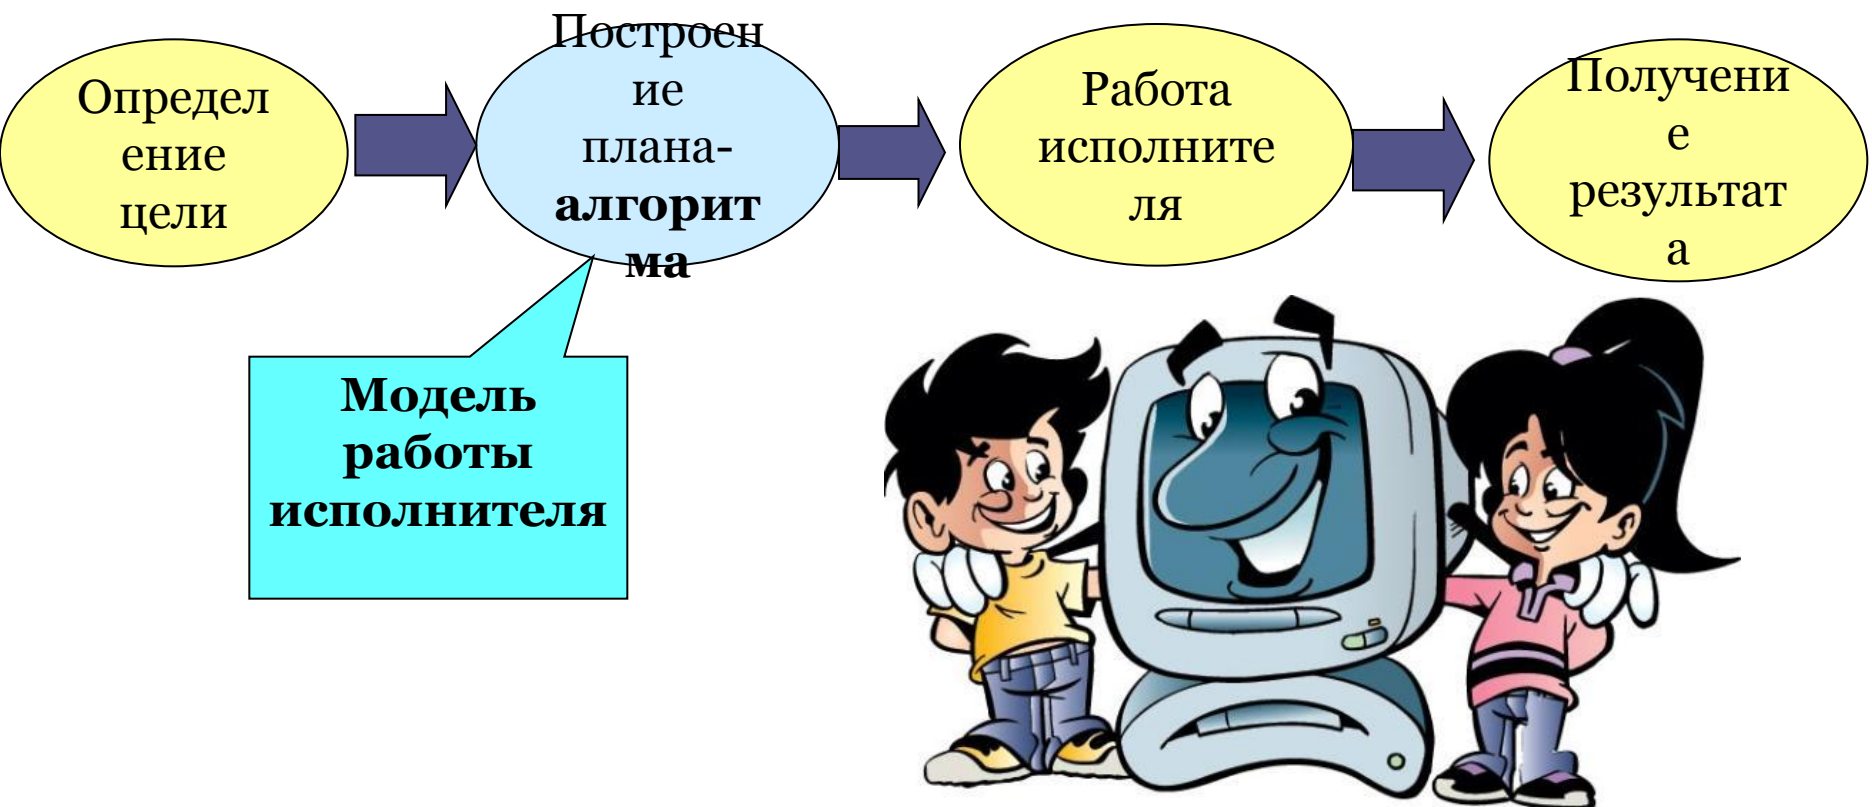 Определ
ение
цели
Построен
ие
плана-
алгорит
ма
Работа
исполните
ля
Получени
е
результат
а
Модель
работы
исполнителя